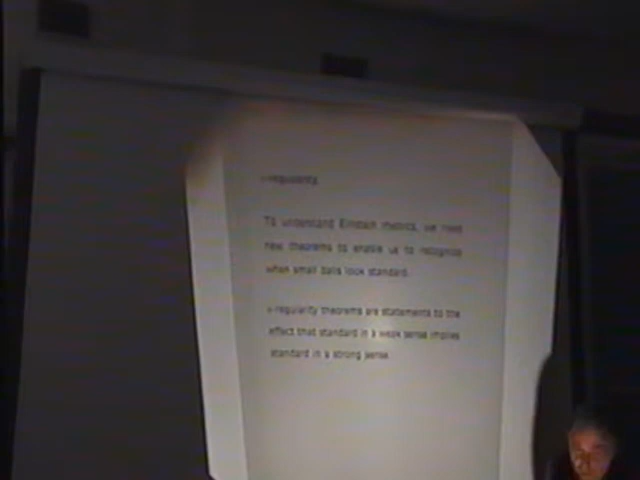 ε-regularity.
To understand Einstein metrics, we need
new theorems to enable us to recognize
when small balls look standard.
ε-regularity theorems are statements to the
effect that standard in a weak sense implies
standard in a strong sense.